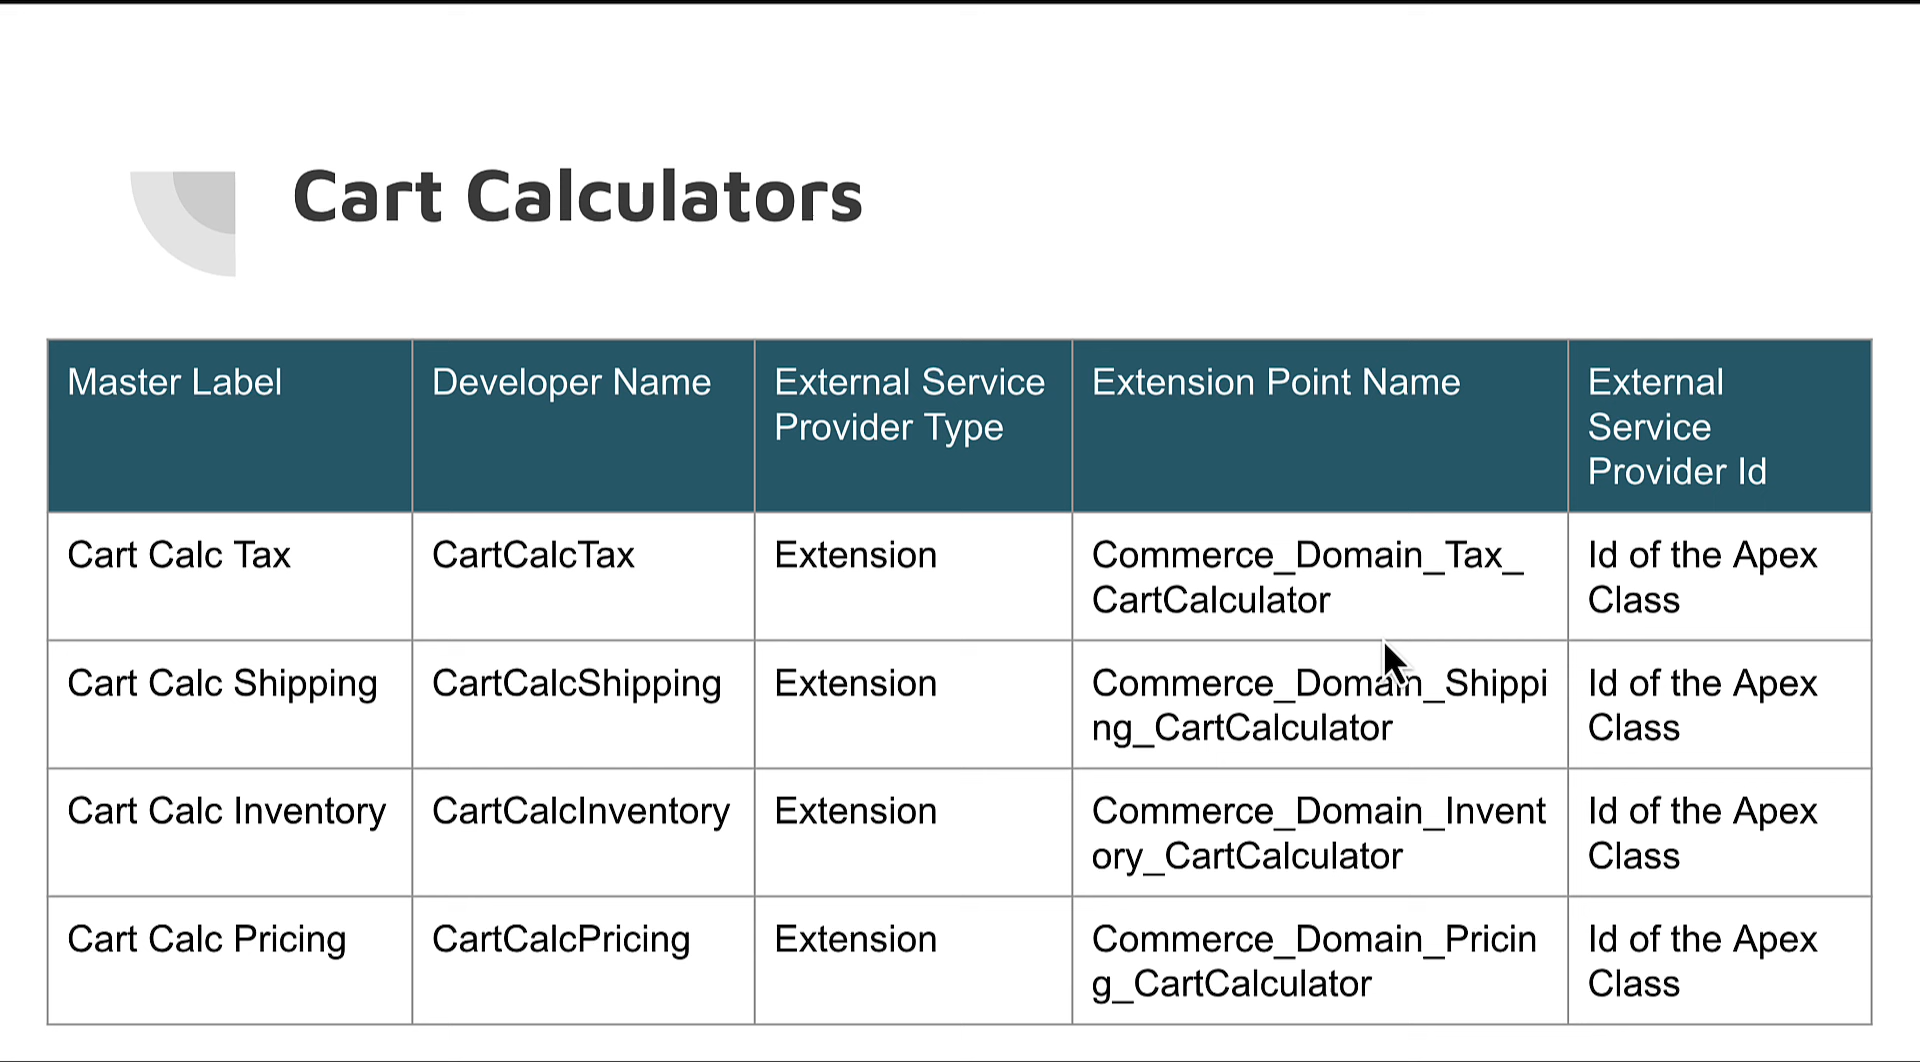 Cart Calculators
Master Label
Developer Name
External Service
Provider Type
Extension Point Name
External
Service
Provider Id
Cart Calc Tax
CartCalcTax
Extension
Commerce_Domain_Tax_
CartCalculator
Id of the Apex
Class
Cart Calc Shipping
CartCalcShipping
Extension
Commerce_Domain_Shippi
ng_CartCalculator
Id of the Apex
Class
Cart Calc Inventory
CartCalcInventory
Extension
Commerce_Domain_Invent
ory_CartCalculator
Id of the Apex
Class
Cart Calc Pricing
CartCalcPricing
Extension
Commerce_Domain_Pricin
g_CartCalculator
Id of the Apex
Class